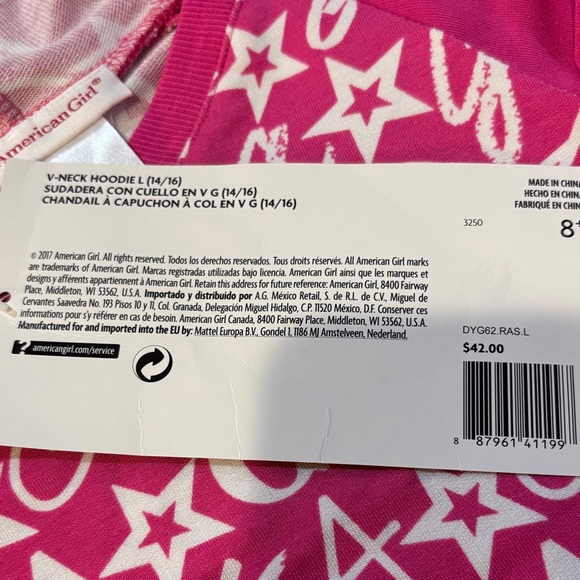 American Girl®
V-NECK HOODIE L (14/16)
SUDADERA CON CUELLO EN V G (14/16)
CHANDAIL À CAPUCHON À COL EN V G (14/16)
MADE IN CHINA
HECHO EN CHINA
FABRIQUÉ EN CHIN
3250
8+
© 2017 American Girl. All rights reserved. Todos los derechos reservados. Tous droits réservés. All American Girl marks
are trademarks of American Girl. Marcas registradas utilizadas bajo licencia. American Girl ainsi que les marques et
designs y afférents appartiennent à American Girl. Retain this address for future reference: American Girl, 8400 Fairway
Place, Middleton, WI 53562, U.S.A. Importado y distribuido por A.G. México Retail, S. de R.L. de C.V., Miguel de
Cervantes Saavedra No. 193 Pisos 10 y 11, Col. Granada, Delegación Miguel Hidalgo, C.P. 11520 México, D.F. Conserver ces
informations pour s'y référer en cas de besoin. American Girl Canada, 8400 Fairway Place, Middleton, WI 53562, U.S.A.
Manufactured for and imported into the EU by: Mattel Europa B.V., Gondel 1, 1186 MJ Amstelveen, Nederland.
americangirl.com/service
DYG62.RAS.L
$42.00
8 87961 41199